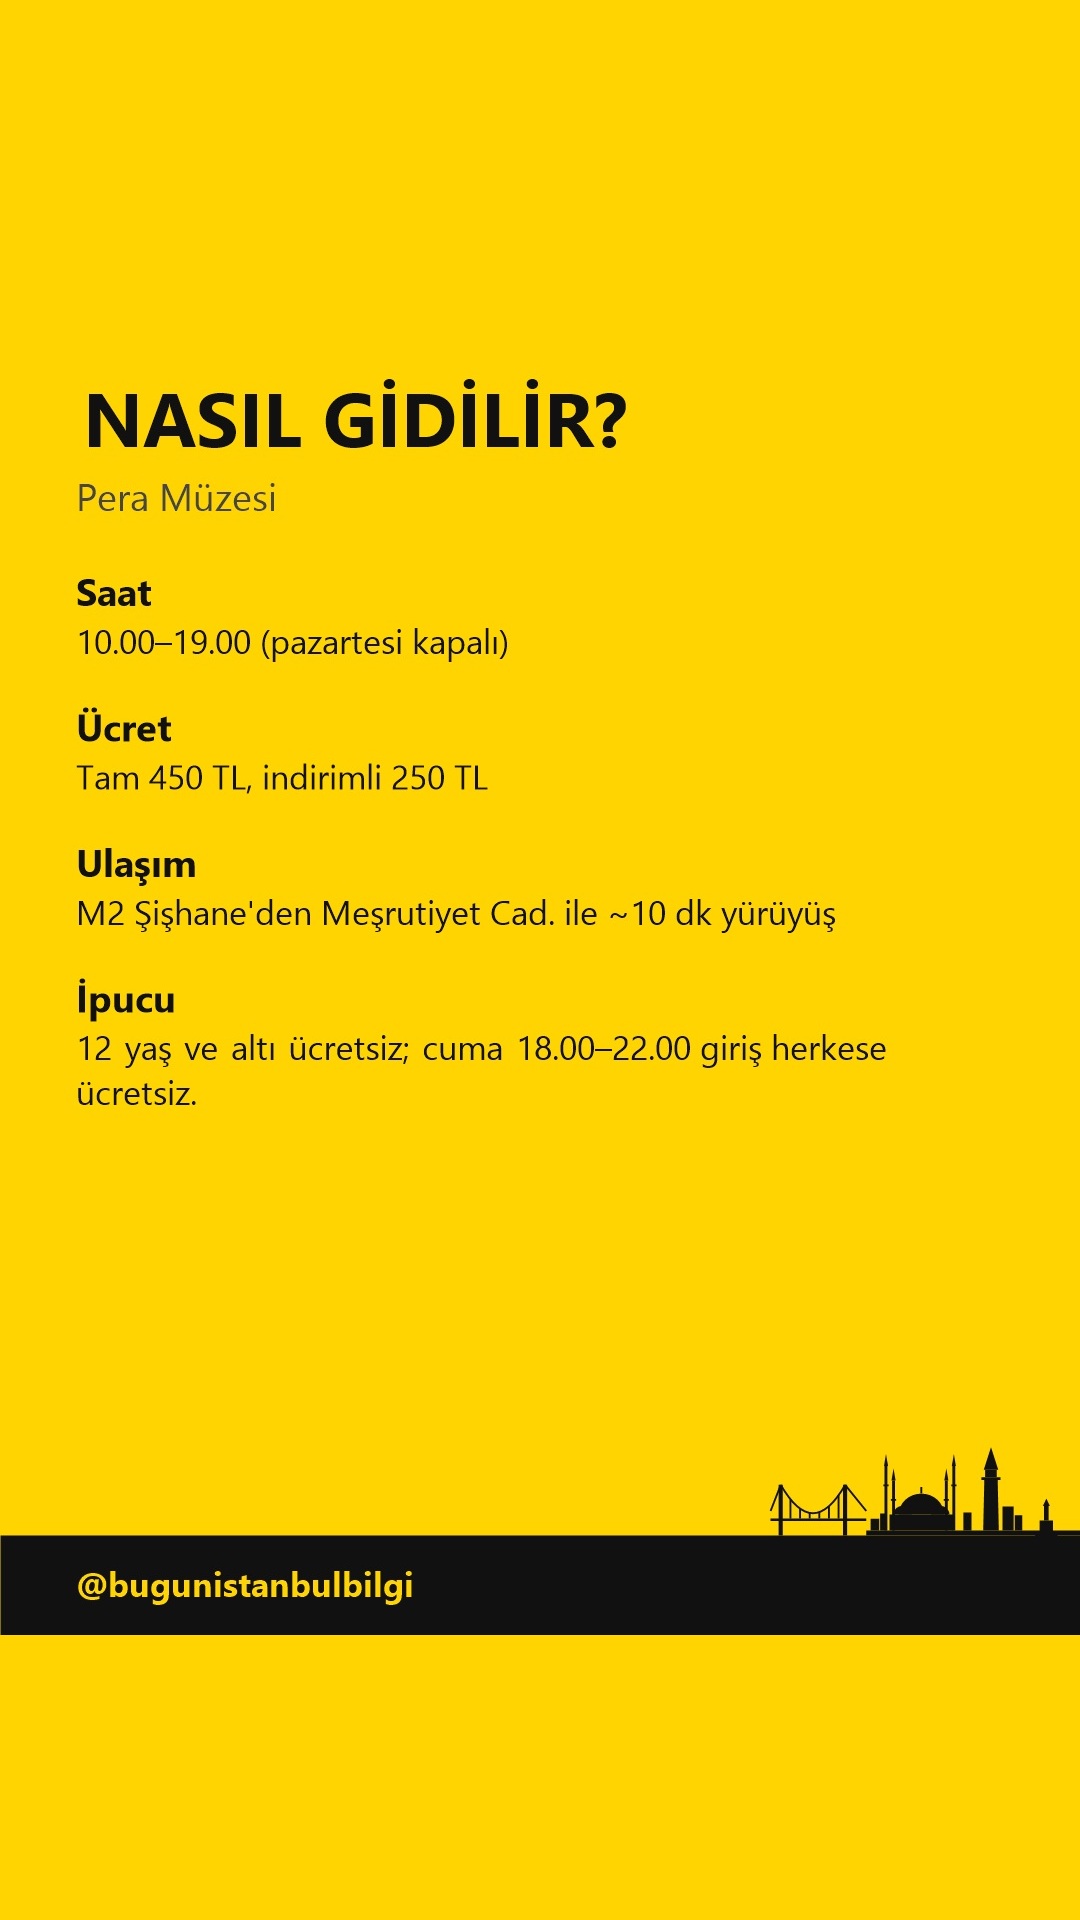 NASIL GİDİLİR?
Pera Müzesi
Saat
10.00–19.00 (pazartesi kapalı)
Ücret
Tam 450 TL, indirimli 250 TL
Ulaşım
M2 Şişhane'den Meşrutiyet Cad. ile ~10 dk yürüyüş
İpucu
12 yaş ve altı ücretsiz; cuma 18.00–22.00 giriş herkese
ücretsiz.
@bugunistanbulbilgi